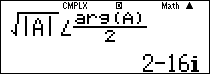 CMPLX D Math ▲
√|A| ∠ arg(A)/2
2-16i